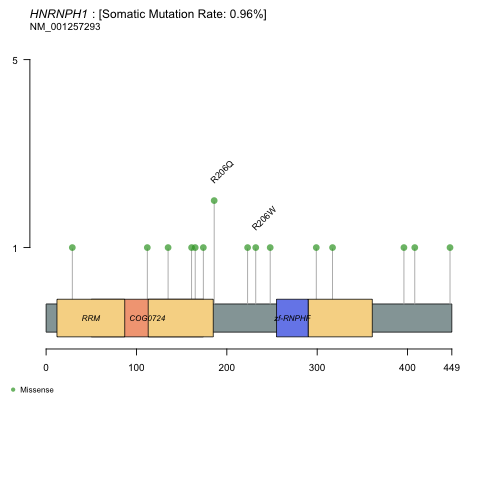 HNRNPH1 : [Somatic Mutation Rate: 0.96%]
NM_001257293
5
R206Q
R206W
1
RRM
COG0724
zf-RNPHF
0
100
200
300
400
449
Missense